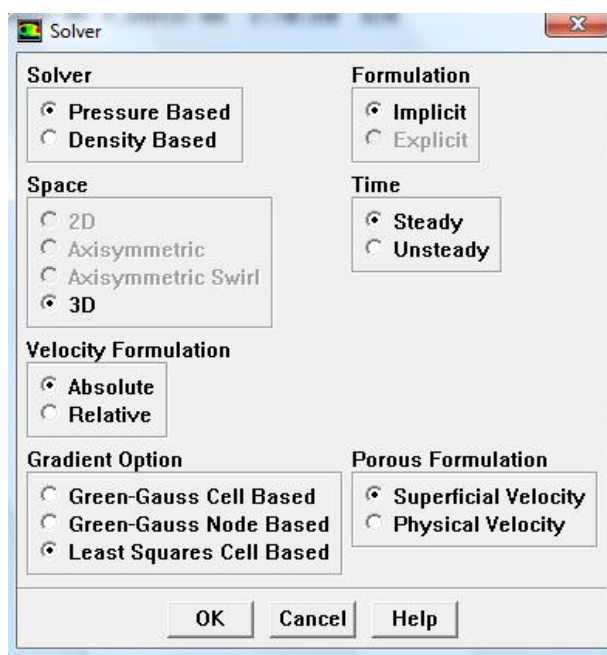 Solver
Solver
Pressure Based
Density Based
Formulation
Implicit
Explicit
Space
2D
Axisymmetric
Axisymmetric Swirl
3D
Time
Steady
Unsteady
Velocity Formulation
Absolute
Relative
Gradient Option
Green-Gauss Cell Based
Green-Gauss Node Based
Least Squares Cell Based
Porous Formulation
Superficial Velocity
Physical Velocity
OK
Cancel
Help